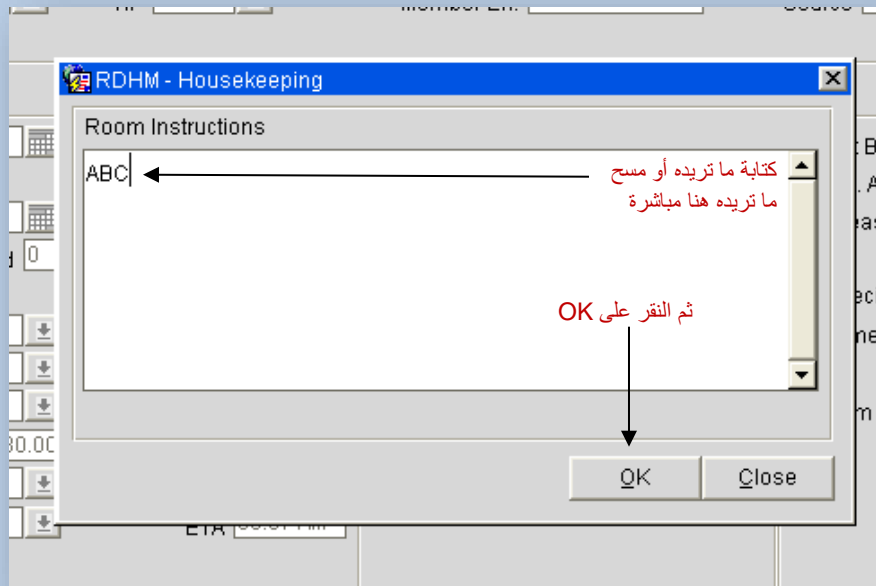 RDHM - Housekeeping
Room Instructions
ABC
كتابة ما تريده أو مسح
ما تريده هنا مباشرة
0
ثم النقر على OK
OK
Close